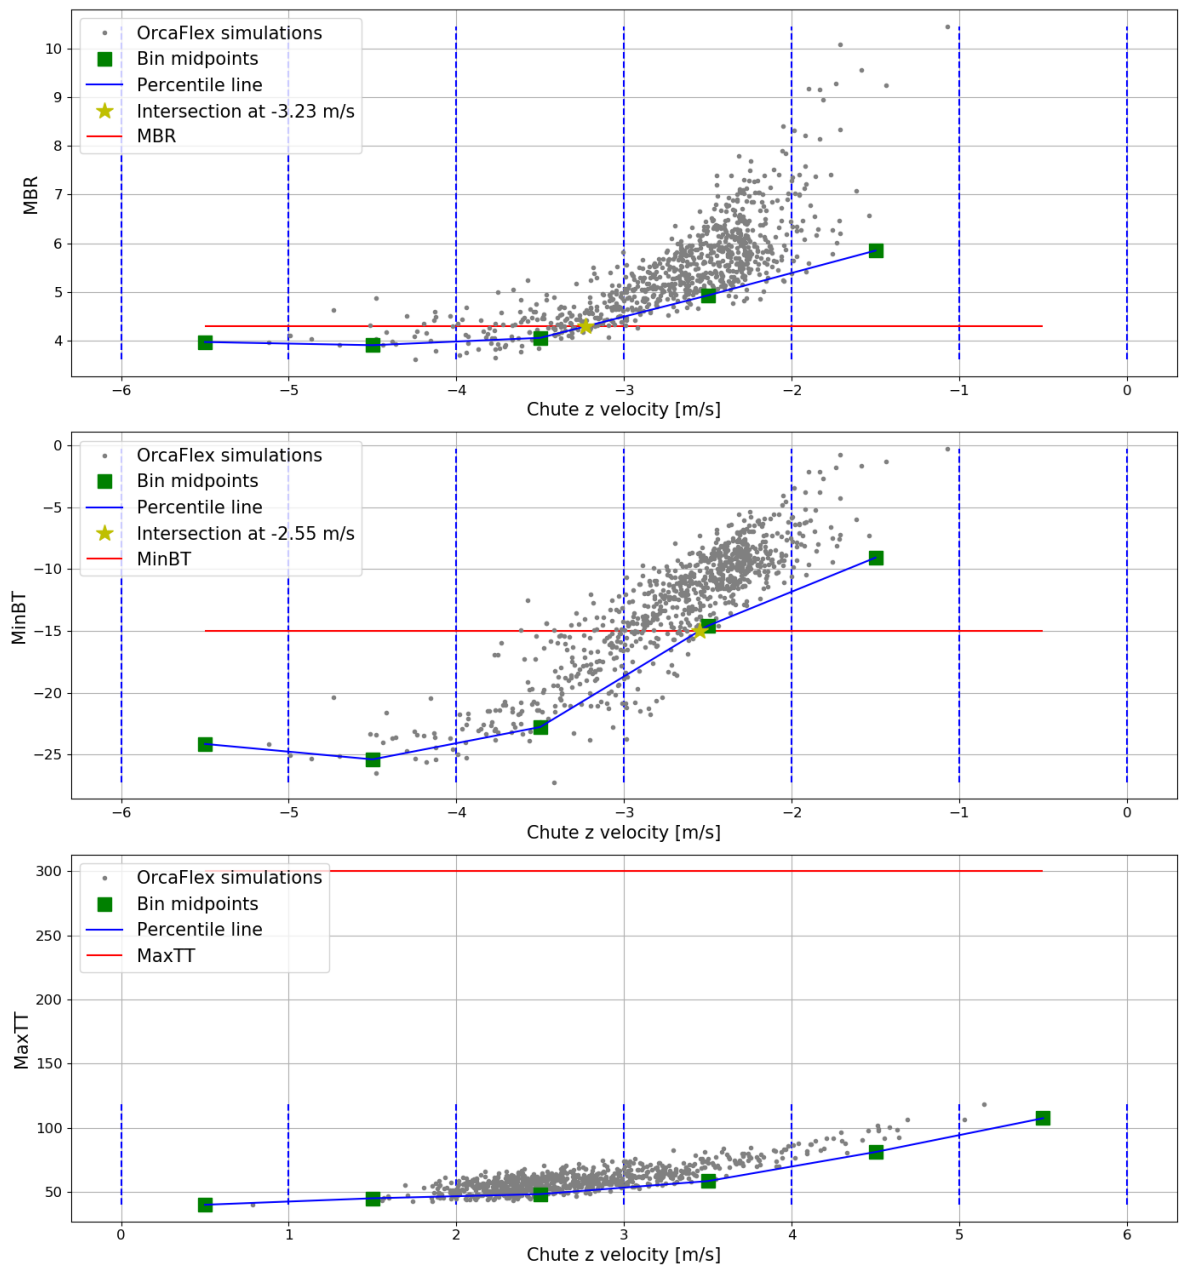 OrcaFlex simulations
Bin midpoints
Percentile line
Intersection at -3.23 m/s
MBR
10
9
8
7
6
5
4
MBR
−6 −5 −4 −3 −2 −1 0
Chute z velocity [m/s]
OrcaFlex simulations
Bin midpoints
Percentile line
Intersection at -2.55 m/s
MinBT
0
−5
−10
−15
−20
−25
MinBT
−6 −5 −4 −3 −2 −1 0
Chute z velocity [m/s]
OrcaFlex simulations
Bin midpoints
Percentile line
MaxTT
300
250
200
150
100
50
MaxTT
0 1 2 3 4 5 6
Chute z velocity [m/s]